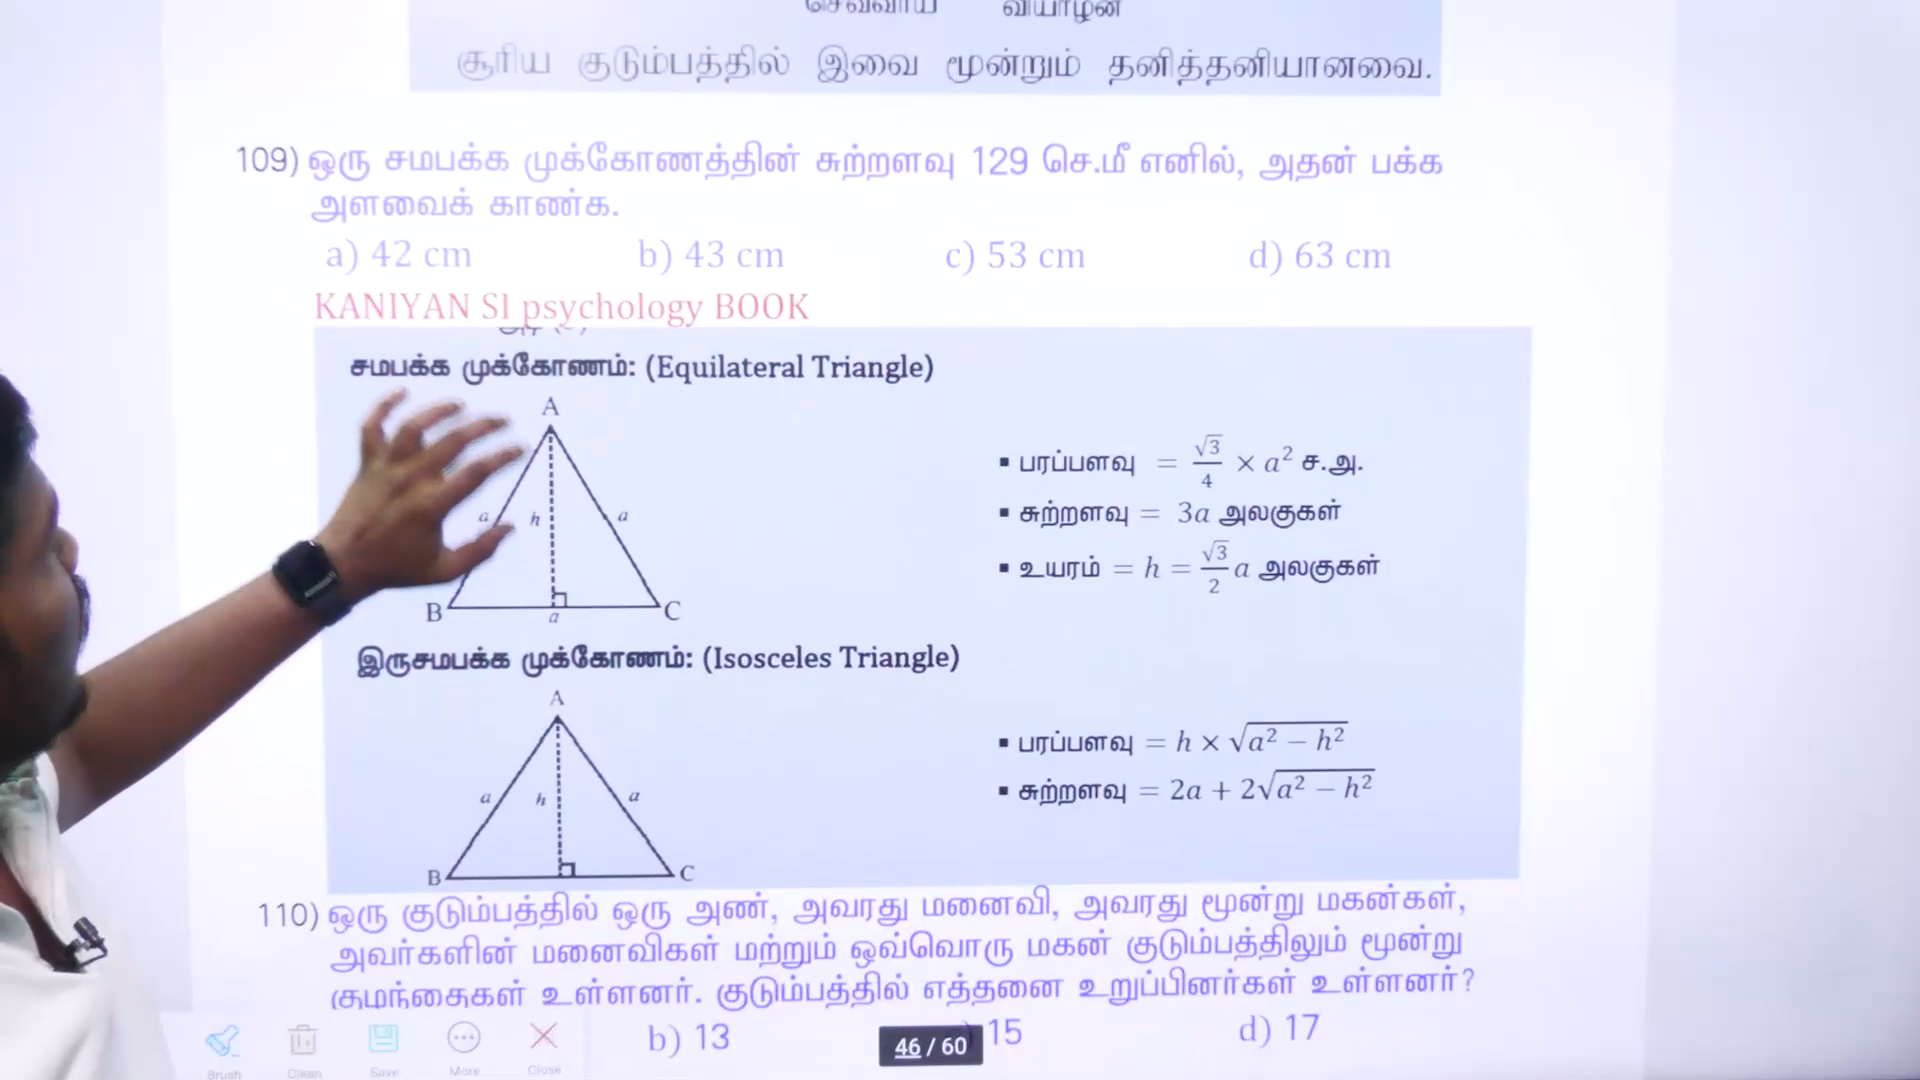 சூரிய குடும்பத்தில் இவை மூன்றும் தனித்தனியானவை.
109) ஒரு சமபக்க முக்கோணத்தின் சுற்றளவு 129 செ.மீ எனில், அதன் பக்க
அளவைக் காண்க.
a) 42 cm b) 43 cm c) 53 cm d) 63 cm
KANIYAN SI psychology BOOK
சமபக்க முக்கோணம்: (Equilateral Triangle)
A
a h a
B a C
▪ பரப்பளவு = √3/4 × a² ச.அ.
▪ சுற்றளவு = 3a அலகுகள்
▪ உயரம் = h = √3/2 a அலகுகள்
இருசமபக்க முக்கோணம்: (Isosceles Triangle)
A
a h a
B C
▪ பரப்பளவு = h × √a² − h²
▪ சுற்றளவு = 2a + 2√a² − h²
110) ஒரு குடும்பத்தில் ஒரு அண், அவரது மனைவி, அவரது மூன்று மகன்கள்,
அவர்களின் மனைவிகள் மற்றும் ஒவ்வொரு மகன் குடும்பத்திலும் மூன்று
குழந்தைகள் உள்ளனர். குடும்பத்தில் எத்தனை உறுப்பினர்கள் உள்ளனர்?
b) 13 15 d) 17
46 / 60
Brush Clean Save More Close